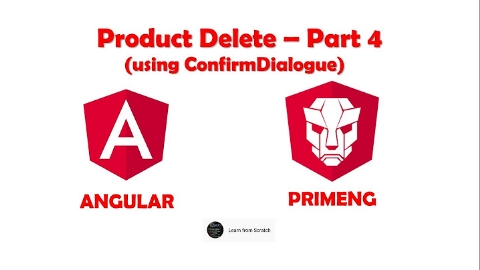 Product Delete – Part 4
(using ConfirmDialogue)
ANGULAR
PRIMENG
Learn from Scratch